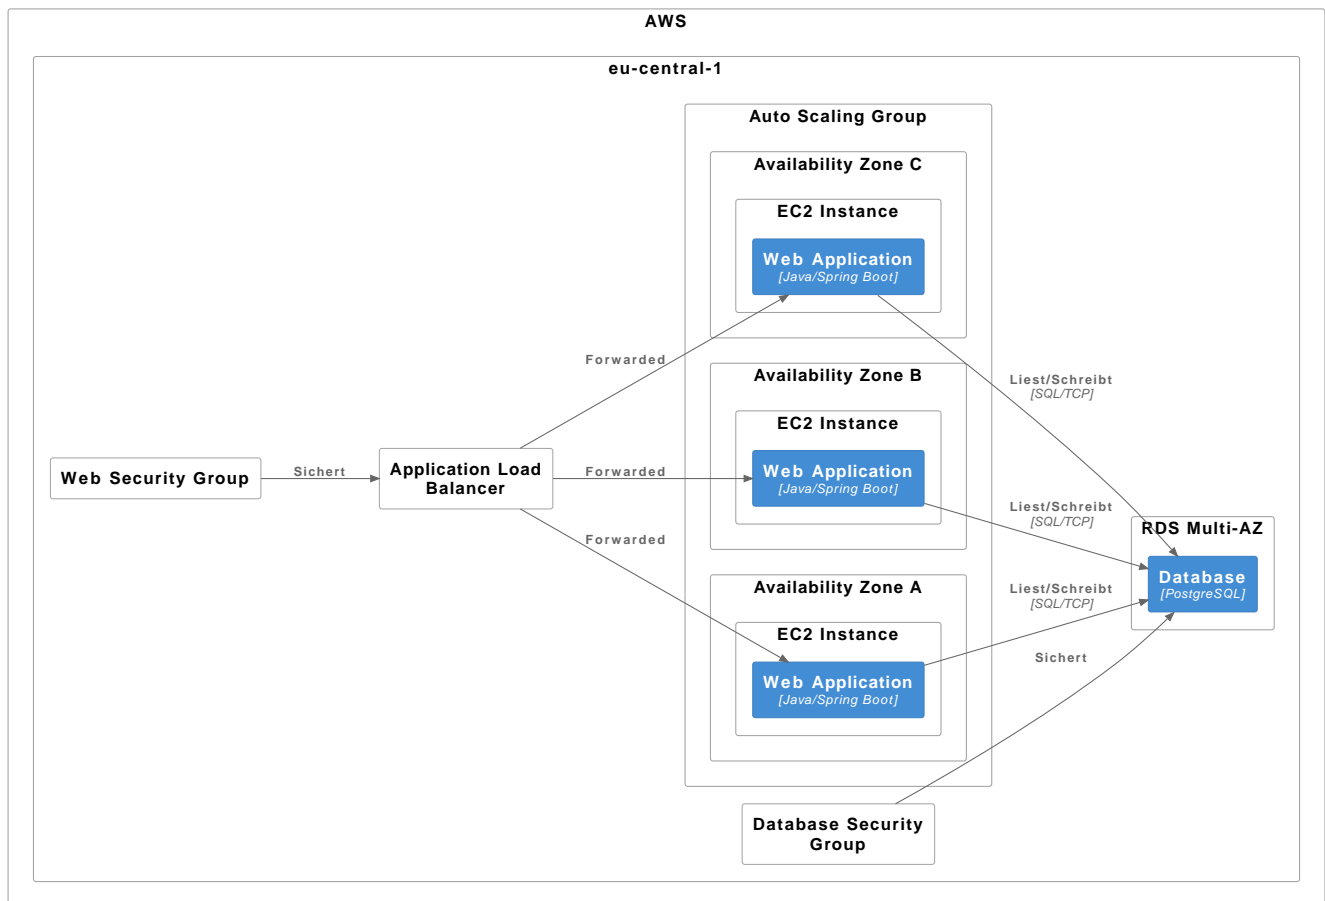 AWS
eu-central-1
Auto Scaling Group
Availability Zone C
EC2 Instance
Web Application
[Java/Spring Boot]
Forwarded
Liest/Schreibt
[SQL/TCP]
Availability Zone B
EC2 Instance
Web Application
[Java/Spring Boot]
Web Security Group
Sichert
Application Load
Balancer
Forwarded
Liest/Schreibt
[SQL/TCP]
Forwarded
RDS Multi-AZ
Database
[PostgreSQL]
Availability Zone A
EC2 Instance
Web Application
[Java/Spring Boot]
Liest/Schreibt
[SQL/TCP]
Sichert
Database Security
Group